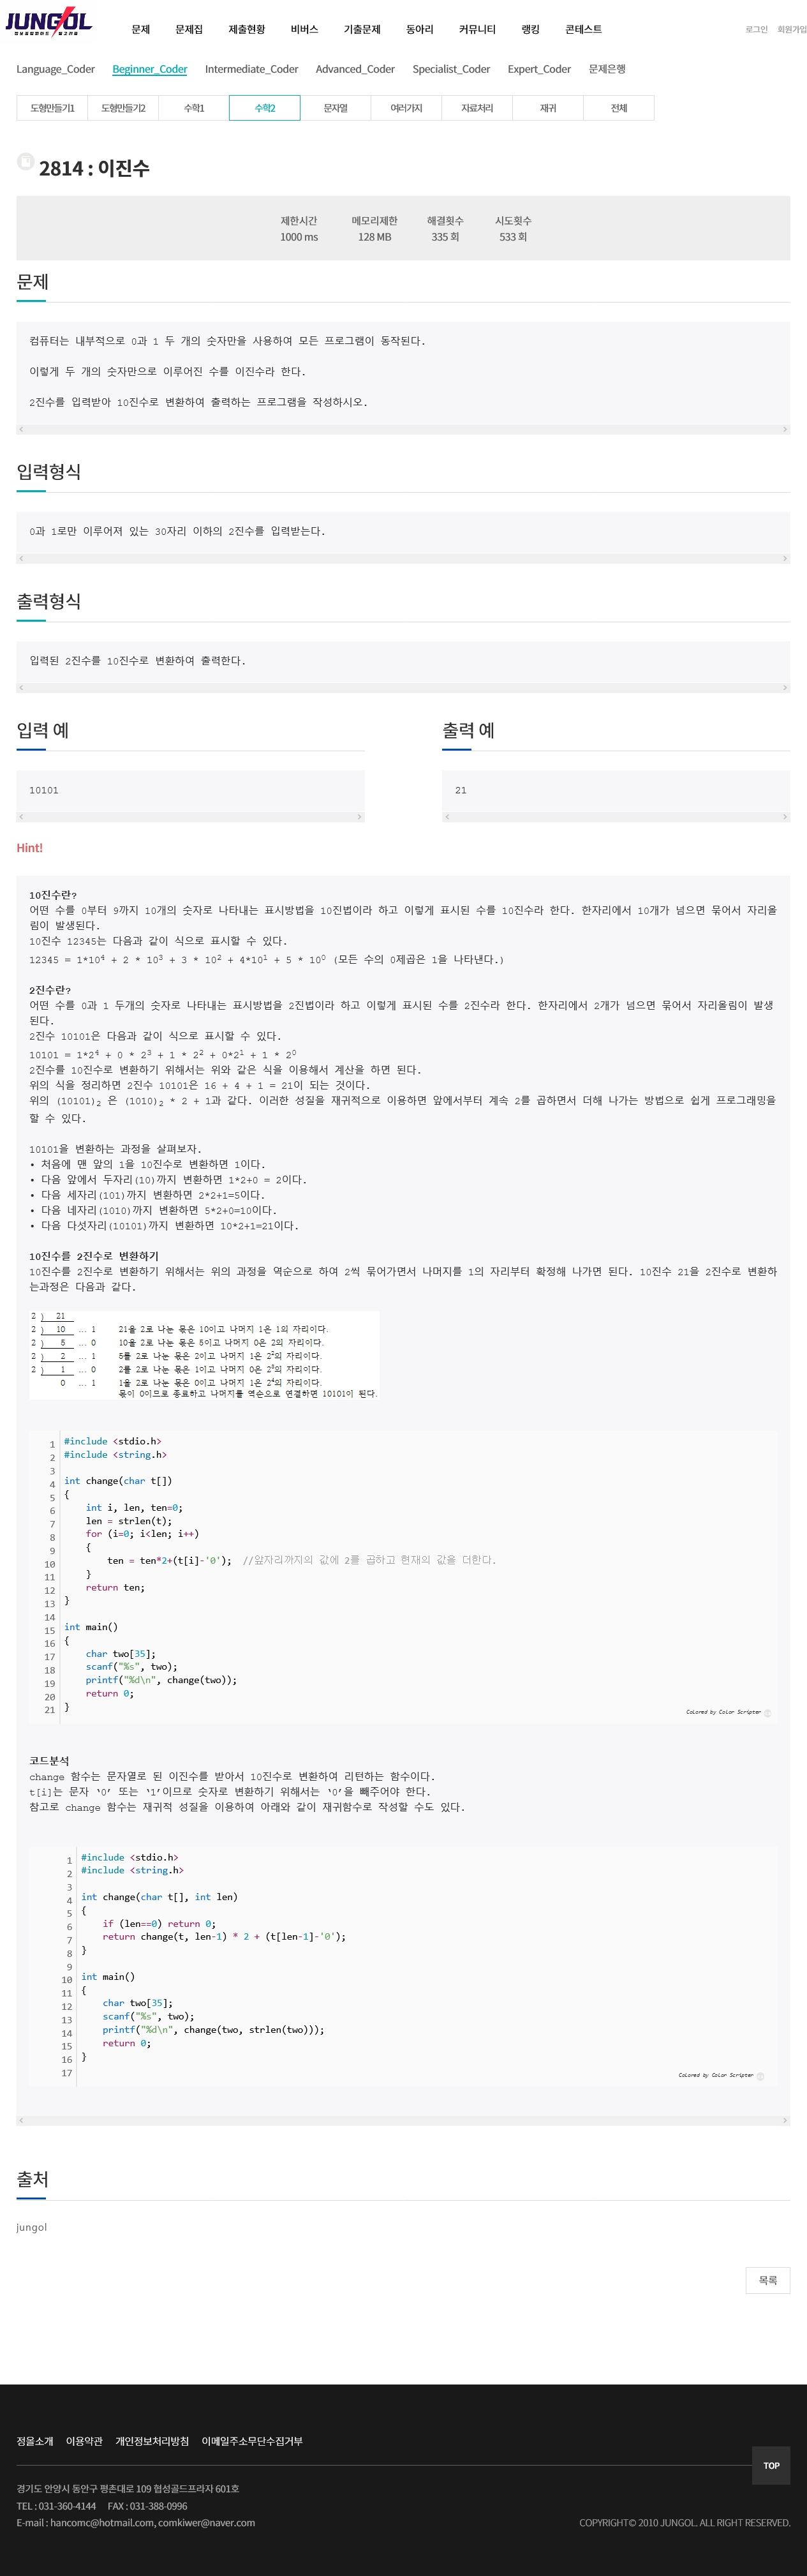 JUNGOL
정보올림피아드 & 알고리즘
문제 문제집 제출현황 비버스 기출문제 동아리 커뮤니티 랭킹 콘테스트
로그인 회원가입
Language_Coder Beginner_Coder Intermediate_Coder Advanced_Coder Specialist_Coder Expert_Coder 문제은행
도형만들기1 도형만들기2 수학1 수학2 문자열 여러가지 자료처리 재귀 전체
2814 : 이진수
제한시간 메모리제한 해결횟수 시도횟수
1000 ms 128 MB 335 회 533 회
문제
컴퓨터는 내부적으로 0과 1 두 개의 숫자만을 사용하여 모든 프로그램이 동작된다.
이렇게 두 개의 숫자만으로 이루어진 수를 이진수라 한다.
2진수를 입력받아 10진수로 변환하여 출력하는 프로그램을 작성하시오.
입력형식
0과 1로만 이루어져 있는 30자리 이하의 2진수를 입력받는다.
출력형식
입력된 2진수를 10진수로 변환하여 출력한다.
입력 예
10101
출력 예
21
Hint!
10진수란?
어떤 수를 0부터 9까지 10개의 숫자로 나타내는 표시방법을 10진법이라 하고 이렇게 표시된 수를 10진수라 한다. 한자리에서 10개가 넘으면 묶어서 자리올
림이 발생된다.
10진수 12345는 다음과 같이 식으로 표시할 수 있다.
12345 = 1*10⁴ + 2 * 10³ + 3 * 10² + 4*10¹ + 5 * 10⁰ (모든 수의 0제곱은 1을 나타낸다.)
2진수란?
어떤 수를 0과 1 두개의 숫자로 나타내는 표시방법을 2진법이라 하고 이렇게 표시된 수를 2진수라 한다. 한자리에서 2개가 넘으면 묶어서 자리올림이 발생
된다.
2진수 10101은 다음과 같이 식으로 표시할 수 있다.
10101 = 1*2⁴ + 0 * 2³ + 1 * 2² + 0*2¹ + 1 * 2⁰
2진수를 10진수로 변환하기 위해서는 위와 같은 식을 이용해서 계산을 하면 된다.
위의 식을 정리하면 2진수 10101은 16 + 4 + 1 = 21이 되는 것이다.
위의 (10101)₂ 은 (1010)₂ * 2 + 1과 같다. 이러한 성질을 재귀적으로 이용하면 앞에서부터 계속 2를 곱하면서 더해 나가는 방법으로 쉽게 프로그래밍을
할 수 있다.
10101을 변환하는 과정을 살펴보자.
• 처음에 맨 앞의 1을 10진수로 변환하면 1이다.
• 다음 앞에서 두자리(10)까지 변환하면 1*2+0 = 2이다.
• 다음 세자리(101)까지 변환하면 2*2+1=5이다.
• 다음 네자리(1010)까지 변환하면 5*2+0=10이다.
• 다음 다섯자리(10101)까지 변환하면 10*2+1=21이다.
10진수를 2진수로 변환하기
10진수를 2진수로 변환하기 위해서는 위의 과정을 역순으로 하여 2씩 묶어가면서 나머지를 1의 자리부터 확정해 나가면 된다. 10진수 21을 2진수로 변환하
는과정은 다음과 같다.
2 ) 21
2 ) 10 ... 1 21을 2로 나눈 몫은 10이고 나머지 1은 1의 자리이다.
2 ) 5 ... 0 10을 2로 나눈 몫은 5이고 나머지 0은 2의 자리이다.
2 ) 2 ... 1 5를 2로 나눈 몫은 2이고 나머지 1은 2²의 자리이다.
2 ) 1 ... 0 2를 2로 나눈 몫은 1이고 나머지 0은 2³의 자리이다.
0 ... 1 1을 2로 나눈 몫은 0이고 나머지 1은 2⁴의 자리이다.
몫이 0이므로 종료하고 나머지를 역순으로 연결하면 10101이 된다.
1 #include <stdio.h>
2 #include <string.h>
3
4 int change(char t[])
5 {
6 int i, len, ten=0;
7 len = strlen(t);
8 for (i=0; i<len; i++)
9 {
10 ten = ten*2+(t[i]-'0'); //앞자리까지의 값에 2를 곱하고 현재의 값을 더한다.
11 }
12 return ten;
13 }
14
15 int main()
16 {
17 char two[35];
18 scanf("%s", two);
19 printf("%d\n", change(two));
20 return 0;
21 }
Colored by Color Scripter
코드분석
change 함수는 문자열로 된 이진수를 받아서 10진수로 변환하여 리턴하는 함수이다.
t[i]는 문자 ‘0’ 또는 ‘1’이므로 숫자로 변환하기 위해서는 ‘0’을 빼주어야 한다.
참고로 change 함수는 재귀적 성질을 이용하여 아래와 같이 재귀함수로 작성할 수도 있다.
1 #include <stdio.h>
2 #include <string.h>
3
4 int change(char t[], int len)
5 {
6 if (len==0) return 0;
7 return change(t, len-1) * 2 + (t[len-1]-'0');
8 }
9
10 int main()
11 {
12 char two[35];
13 scanf("%s", two);
14 printf("%d\n", change(two, strlen(two)));
15 return 0;
16 }
17
Colored by Color Scripter
출처
jungol
목록
정올소개 이용약관 개인정보처리방침 이메일주소무단수집거부
TOP
경기도 안양시 동안구 평촌대로 109 협성골드프라자 601호
TEL : 031-360-4144 FAX : 031-388-0996
E-mail : hancomc@hotmail.com, comkiwer@naver.com
COPYRIGHT© 2010 JUNGOL. ALL RIGHT RESERVED.